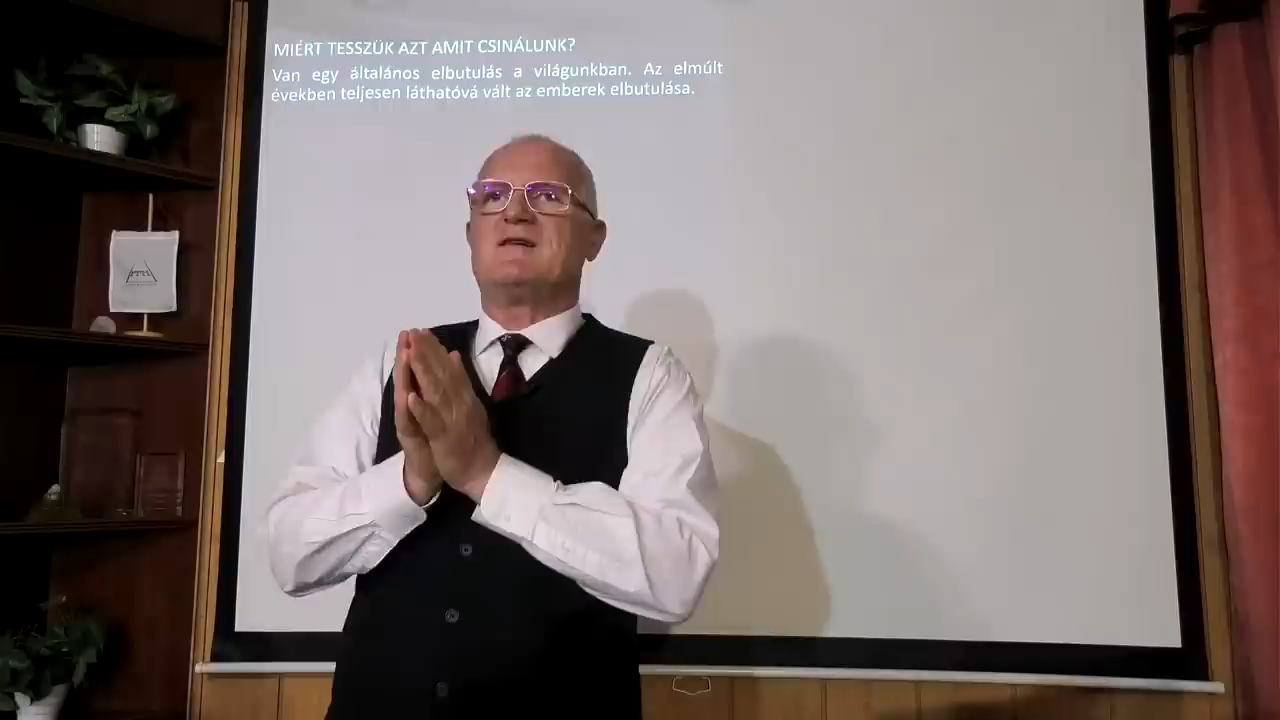 MIÉRT TESSZÜK AZT AMIT CSINÁLUNK?
Van egy általános elbutulás a világunkban. Az elmúlt
években teljesen láthatóvá vált az emberek elbutulása.